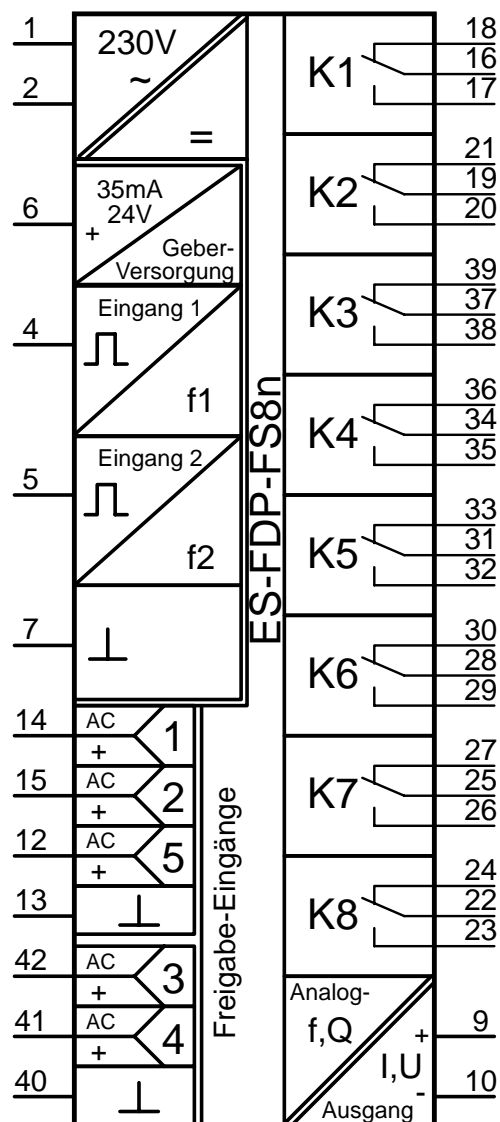 1
230V
~
2
=
6
35mA
24V
+
Geber-
Versorgung
4
Eingang 1
f1
5
Eingang 2
f2
7
14
AC
+
1
15
AC
+
2
12
AC
+
5
13
42
AC
+
3
41
AC
+
4
40
Freigabe-Eingänge
ES-FDP-FS8n
K1
18
16
17
K2
21
19
20
K3
39
37
38
K4
36
34
35
K5
33
31
32
K6
30
28
29
K7
27
25
26
K8
24
22
23
Analog-
f,Q
+
9
I,U
-
10
Ausgang